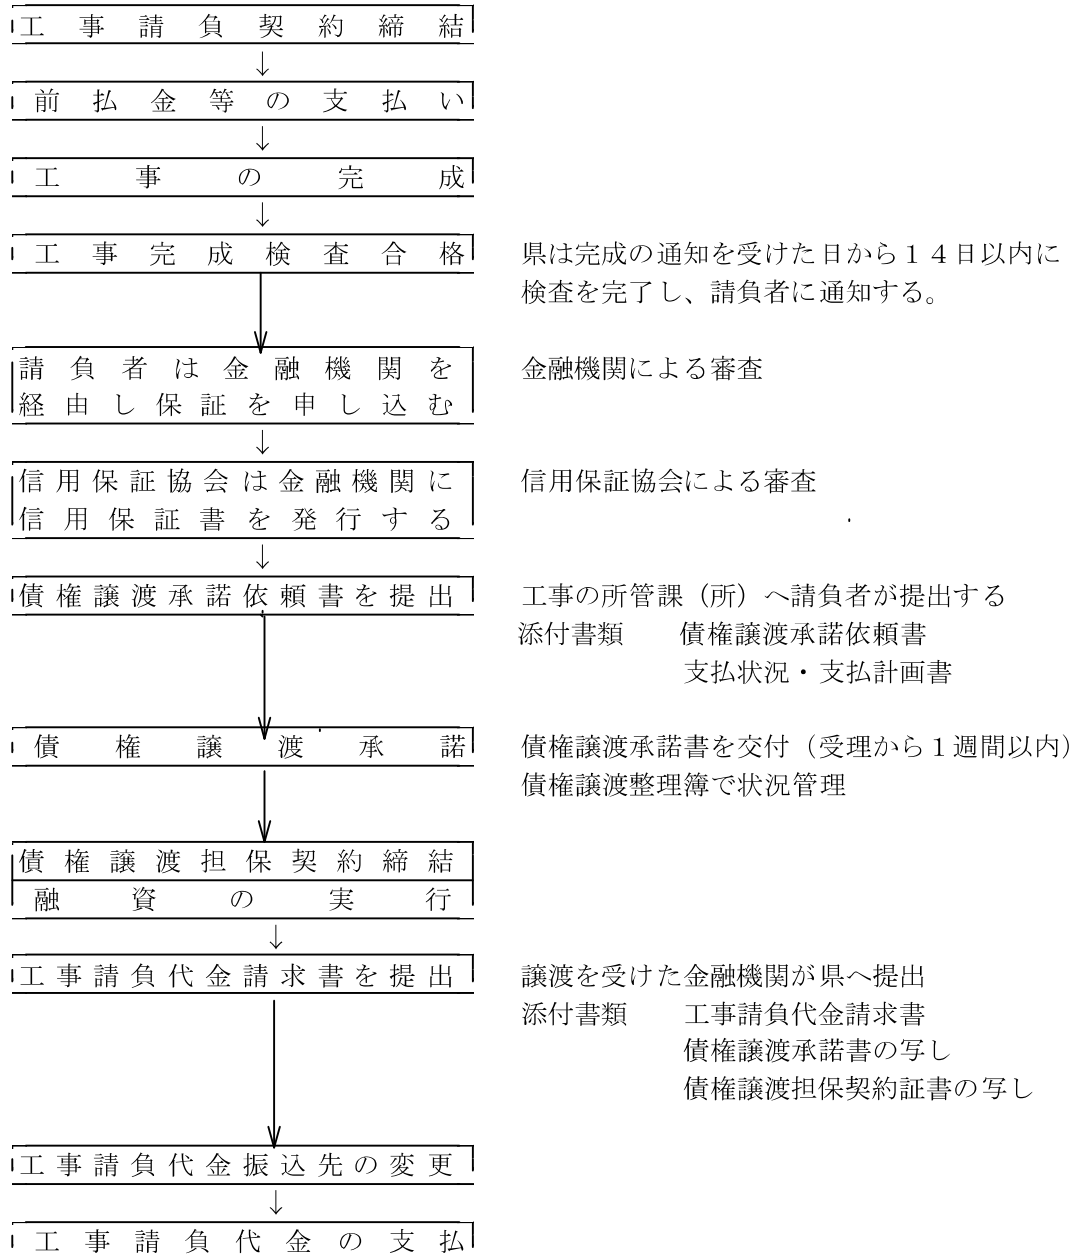 工事請負契約締結
↓
前払金等の支払い
↓
工事の完成
↓
工事完成検査合格
県は完成の通知を受けた日から１４日以内に
検査を完了し、請負者に通知する。
請負者は金融機関を
経由し保証を申し込む
金融機関による審査
↓
信用保証協会は金融機関に
信用保証書を発行する
信用保証協会による審査
↓
債権譲渡承諾依頼書を提出
工事の所管課（所）へ請負者が提出する
添付書類　　債権譲渡承諾依頼書
支払状況・支払計画書
債権譲渡承諾
債権譲渡承諾書を交付（受理から１週間以内）
債権譲渡整理簿で状況管理
債権譲渡担保契約締結
融資の実行
↓
工事請負代金請求書を提出
譲渡を受けた金融機関が県へ提出
添付書類　　工事請負代金請求書
債権譲渡承諾書の写し
債権譲渡担保契約証書の写し
工事請負代金振込先の変更
↓
工事請負代金の支払